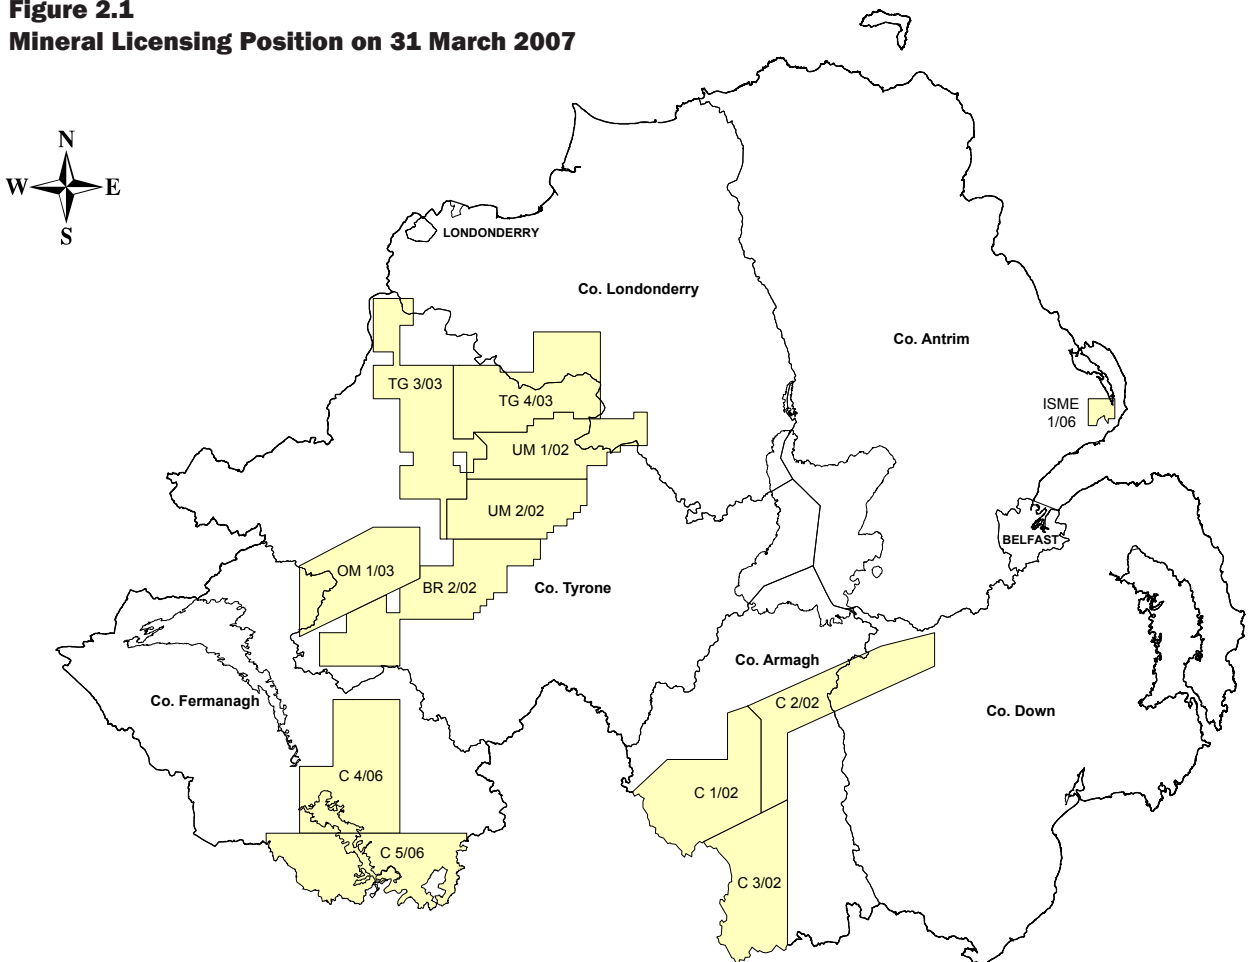 Figure 2.1
Mineral Licensing Position on 31 March 2007
N
W E
S
LONDONDERRY
Co. Londonderry
Co. Antrim
TG 3/03
TG 4/03
ISME
1/06
UM 1/02
UM 2/02
BELFAST
OM 1/03
BR 2/02
Co. Tyrone
Co. Armagh
Co. Fermanagh
C 2/02
Co. Down
C 4/06
C 1/02
C 5/06
C 3/02